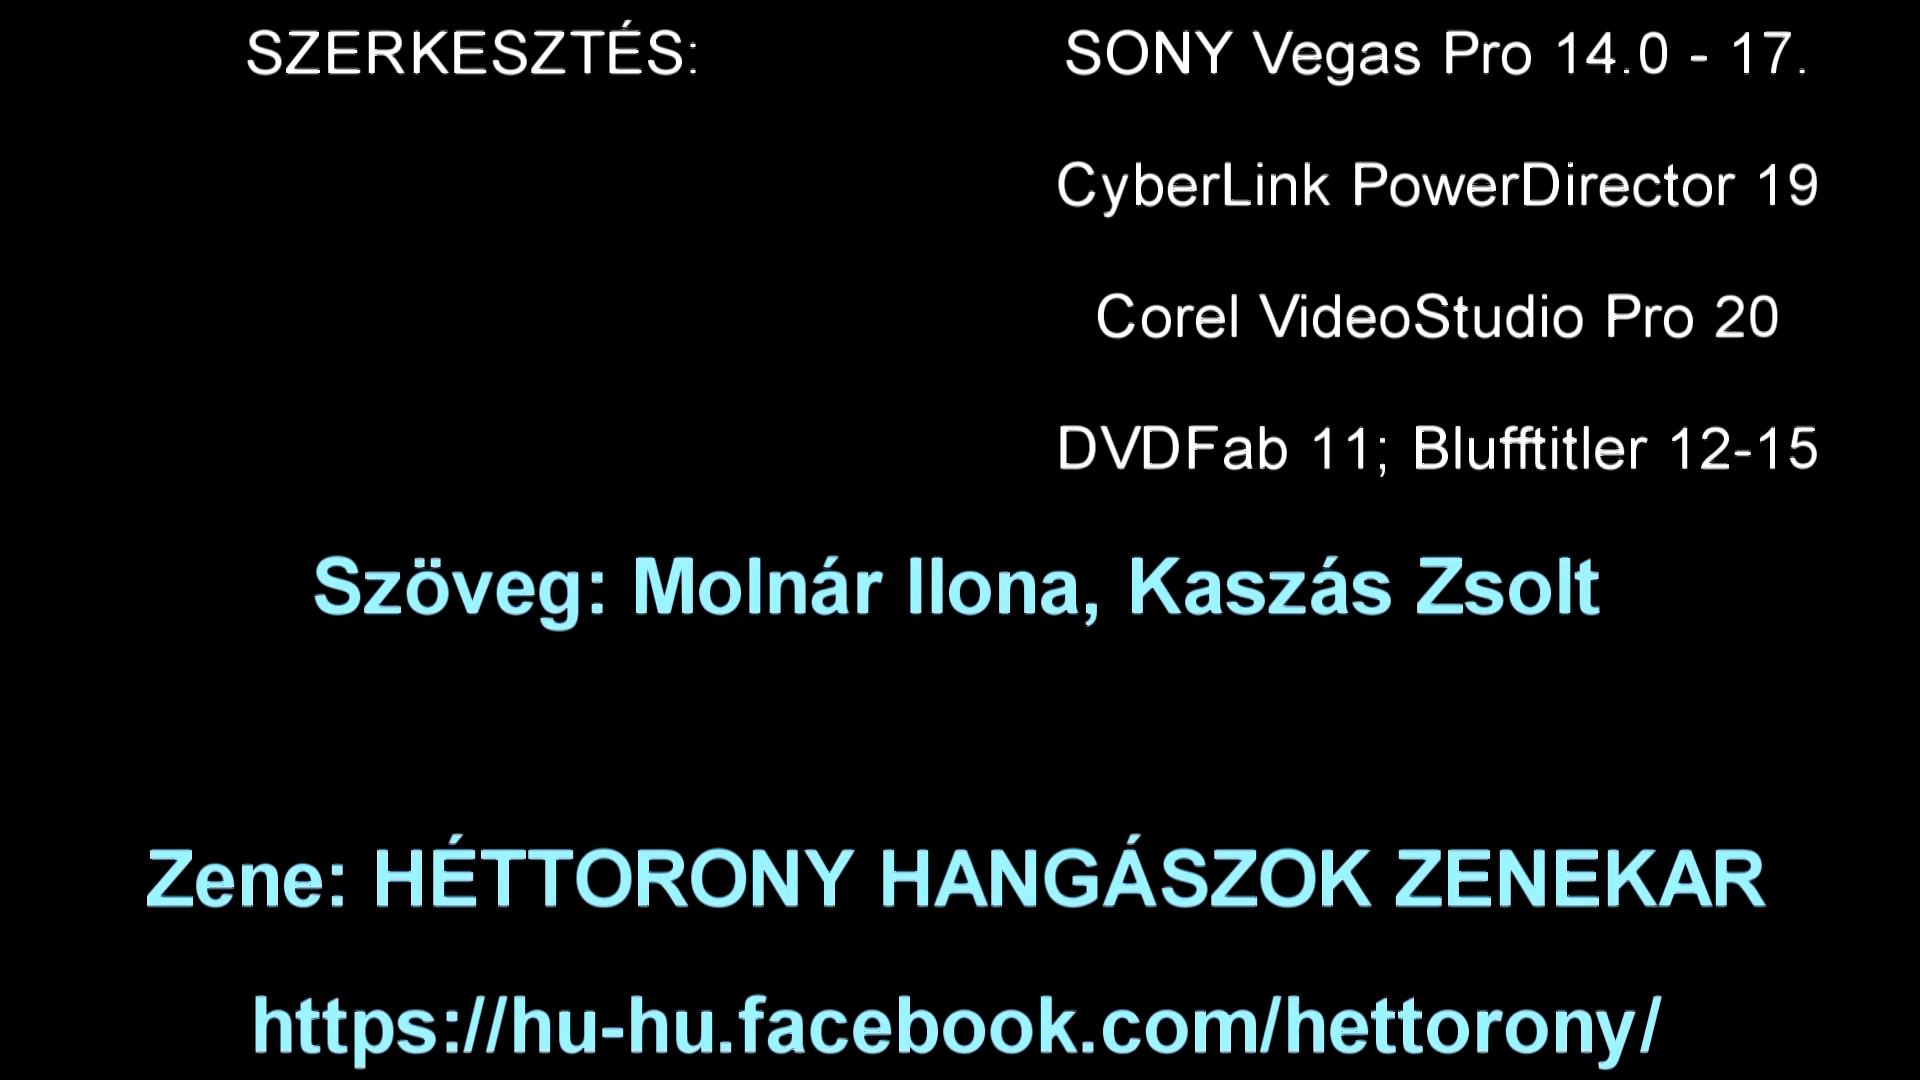 SZERKESZTÉS: SONY Vegas Pro 14.0 - 17.
CyberLink PowerDirector 19
Corel VideoStudio Pro 20
DVDFab 11; Blufftitler 12-15
Szöveg: Molnár Ilona, Kaszás Zsolt
Zene: HÉTTORONY HANGÁSZOK ZENEKAR
https://hu-hu.facebook.com/hettorony/